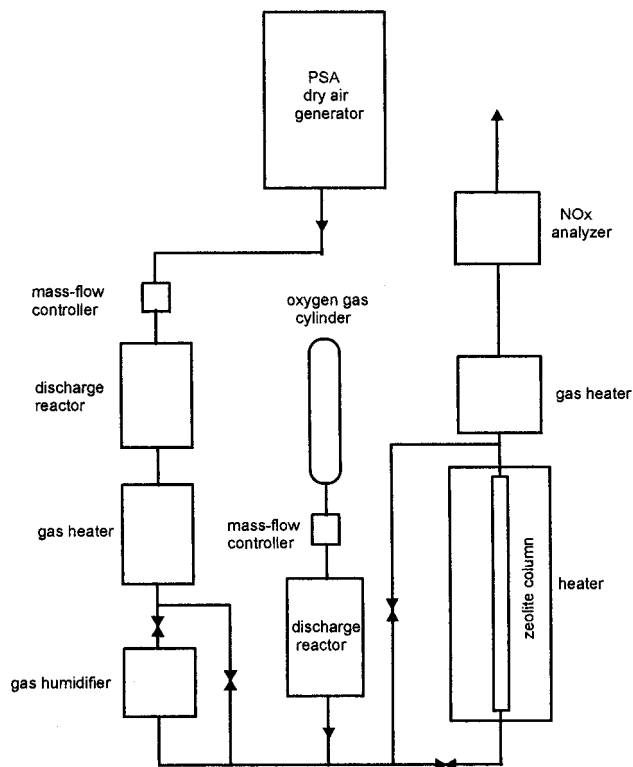 PSA
dry air
generator
NOx
analyzer
mass-flow
controller
oxygen gas
cylinder
discharge
reactor
gas heater
gas heater
mass-flow
controller
zeolite column
heater
discharge
reactor
gas humidifier